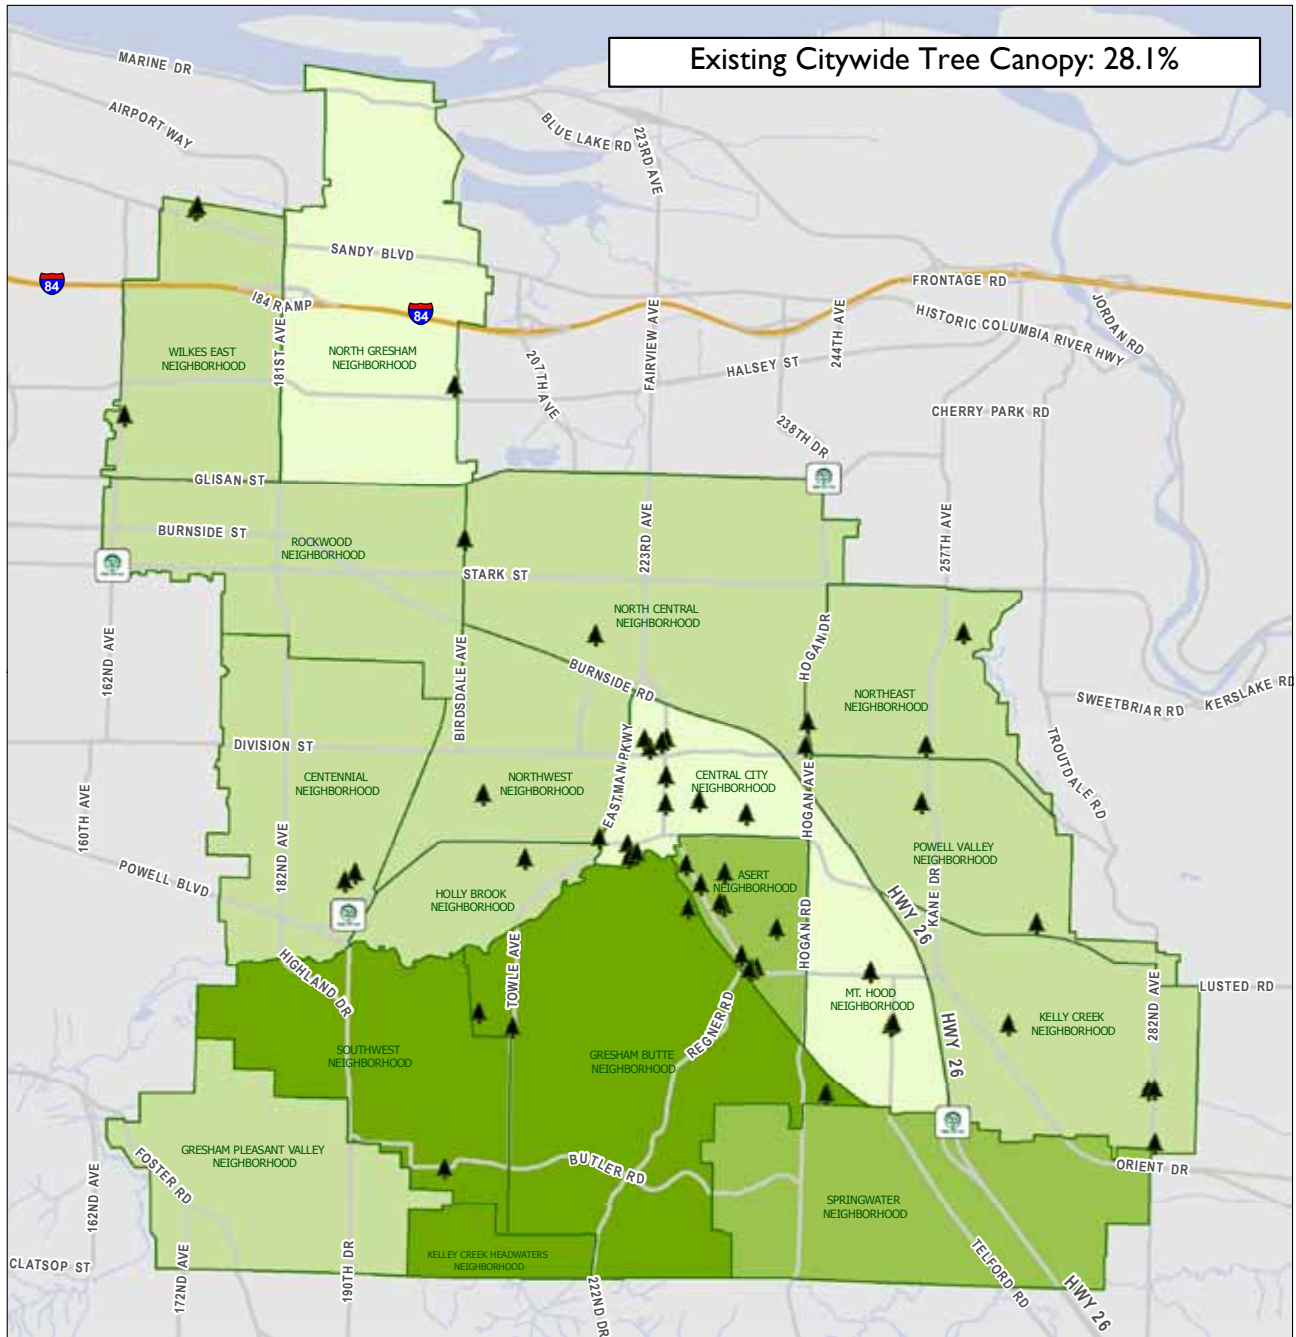 Existing Citywide Tree Canopy: 28.1%
MARINE DR
AIRPORT WAY
BLUE LAKE RD
223RD AVE
SANDY BLVD
84
I84 RAMP
84
FRONTAGE RD
JORDAN RD
HISTORIC COLUMBIA RIVER HWY
181ST AVE
WILKES EAST
NEIGHBORHOOD
NORTH GRESHAM
NEIGHBORHOOD
207TH AVE
FAIRVIEW AVE
HALSEY ST
244TH AVE
CHERRY PARK RD
238TH DR
GLISAN ST
BURNSIDE ST
ROCKWOOD
NEIGHBORHOOD
STARK ST
223RD AVE
257TH AVE
NORTH CENTRAL
NEIGHBORHOOD
162ND AVE
BIRDSDALE AVE
BURNSIDE RD
HOGAN DR
NORTHEAST
NEIGHBORHOOD
SWEETBRIAR RD
KERSLAKE RD
TROUTDALE RD
DIVISION ST
EASTMAN PKWY
CENTENNIAL
NEIGHBORHOOD
NORTHWEST
NEIGHBORHOOD
CENTRAL CITY
NEIGHBORHOOD
HOGAN AVE
160TH AVE
182ND AVE
POWELL BLVD
HOLLY BROOK
NEIGHBORHOOD
ASERT
NEIGHBORHOOD
POWELL VALLEY
NEIGHBORHOOD
KANE DR
HWY 26
HOGAN RD
HIGHLAND DR
TOWLE AVE
REGNER RD
MT. HOOD
NEIGHBORHOOD
KELLY CREEK
NEIGHBORHOOD
282ND AVE
LUSTED RD
SOUTHWEST
NEIGHBORHOOD
GRESHAM BUTTE
NEIGHBORHOOD
HWY 26
GRESHAM PLEASANT VALLEY
NEIGHBORHOOD
FOSTER RD
BUTLER RD
ORIENT DR
162ND AVE
SPRINGWATER
NEIGHBORHOOD
CLATSOP ST
172ND AVE
190TH DR
KELLEY CREEK HEADWATERS
NEIGHBORHOOD
222ND DR
TELFORD RD
HWY 26